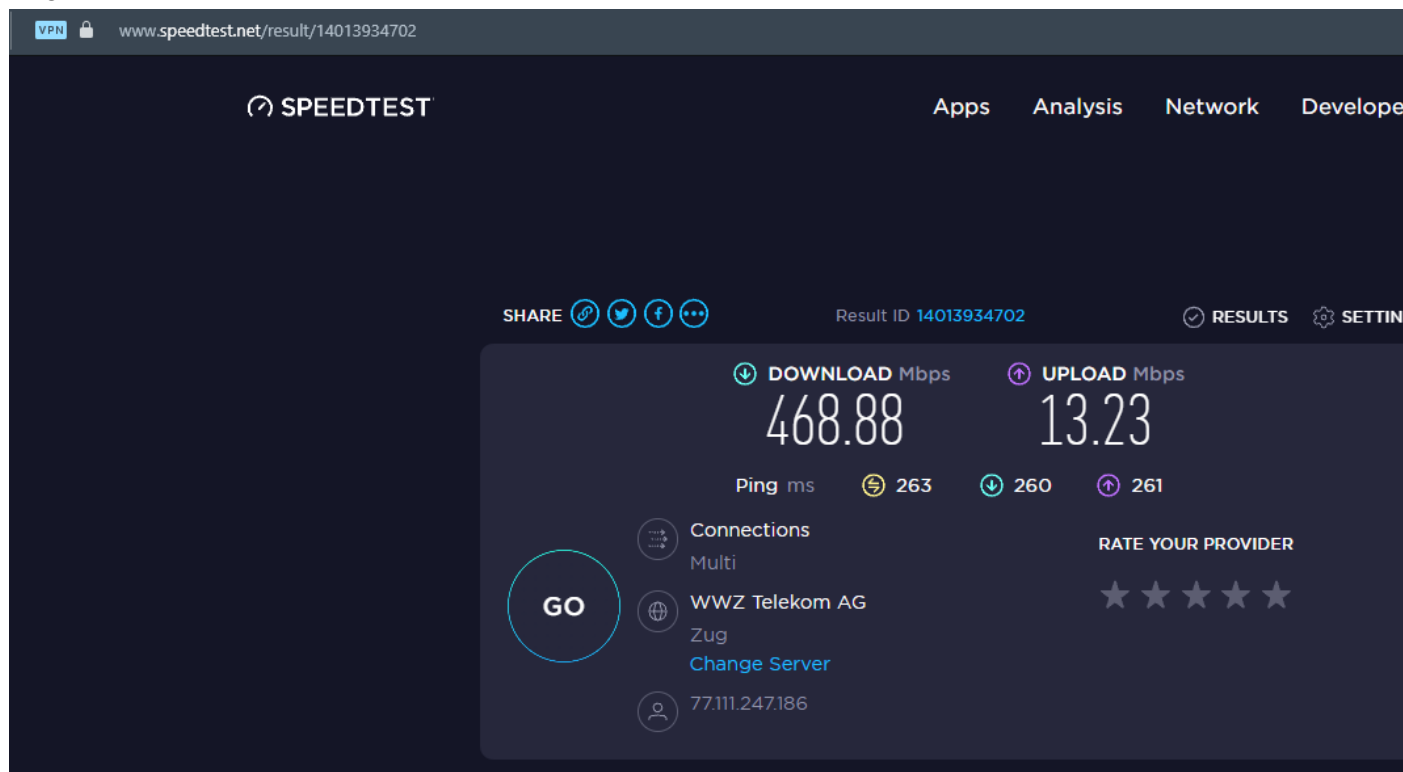 VPN www.speedtest.net/result/14013934702
SPEEDTEST Apps Analysis Network Develope
SHARE Result ID 14013934702 RESULTS SETTIN
DOWNLOAD Mbps UPLOAD Mbps
468.88 13.23
Ping ms 263 260 261
Connections
Multi
RATE YOUR PROVIDER
GO
WWZ Telekom AG
Zug
Change Server
77.111.247.186